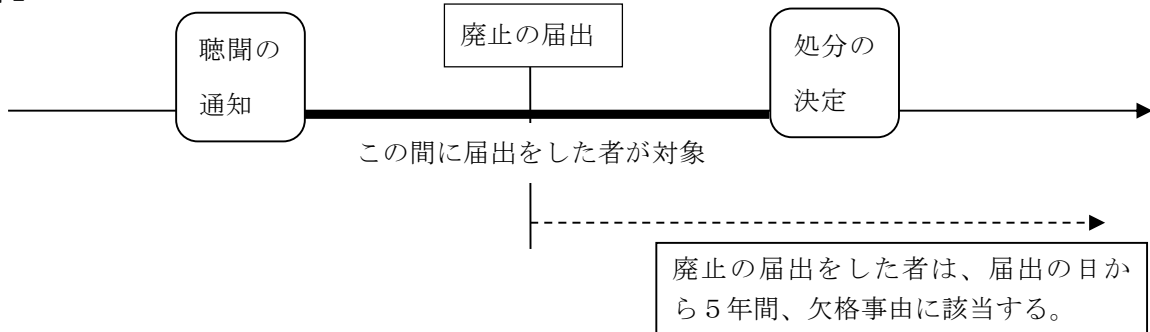 聴聞の
通知
廃止の届出
処分の
決定
この間に届出をした者が対象
廃止の届出をした者は、届出の日か
ら５年間、欠格事由に該当する。